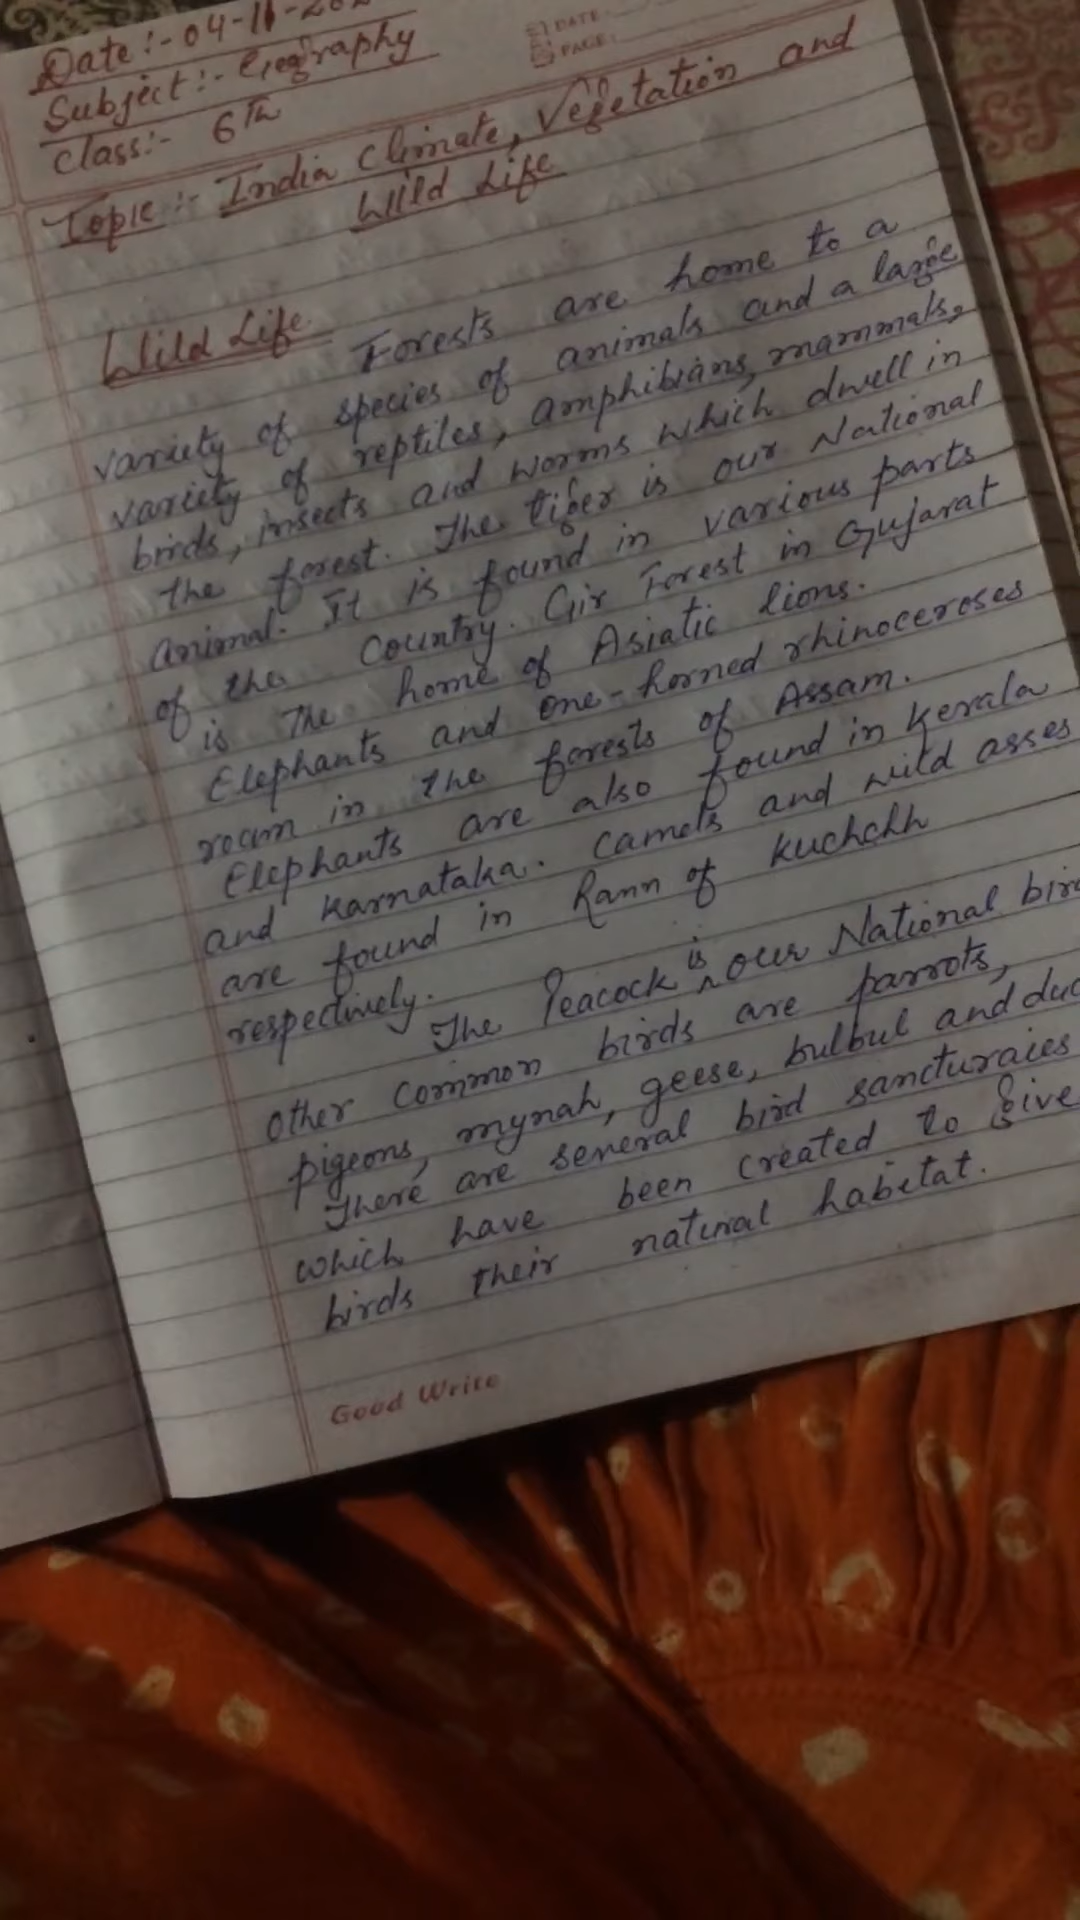 Date :- 04-11-
Subject :- Geography
Class :- 6th
DATE:
PAGE:
Topic :- India Climate, Vegetation and
Wild Life
Wild Life
Forests are home to a
variety of species of animals and a large
variety of reptiles, amphibians, mammals,
birds, insects and worms which dwell in
the forest. The tiger is our National
animal. It is found in various parts
of the country. Gir Forest in Gujarat
is the home of Asiatic lions.
Elephants and one-horned rhinoceroses
roam in the forests of Assam.
Elephants are also found in Kerala
and Karnataka. Camels and wild asses
are found in Rann of Kuchchh
respectively.
The Peacock is our National bird
Other common birds are parrots,
pigeons, mynah, geese, bulbul and duc
There are several bird sancturaies
which have been created to give
birds their natural habitat.
Good Write